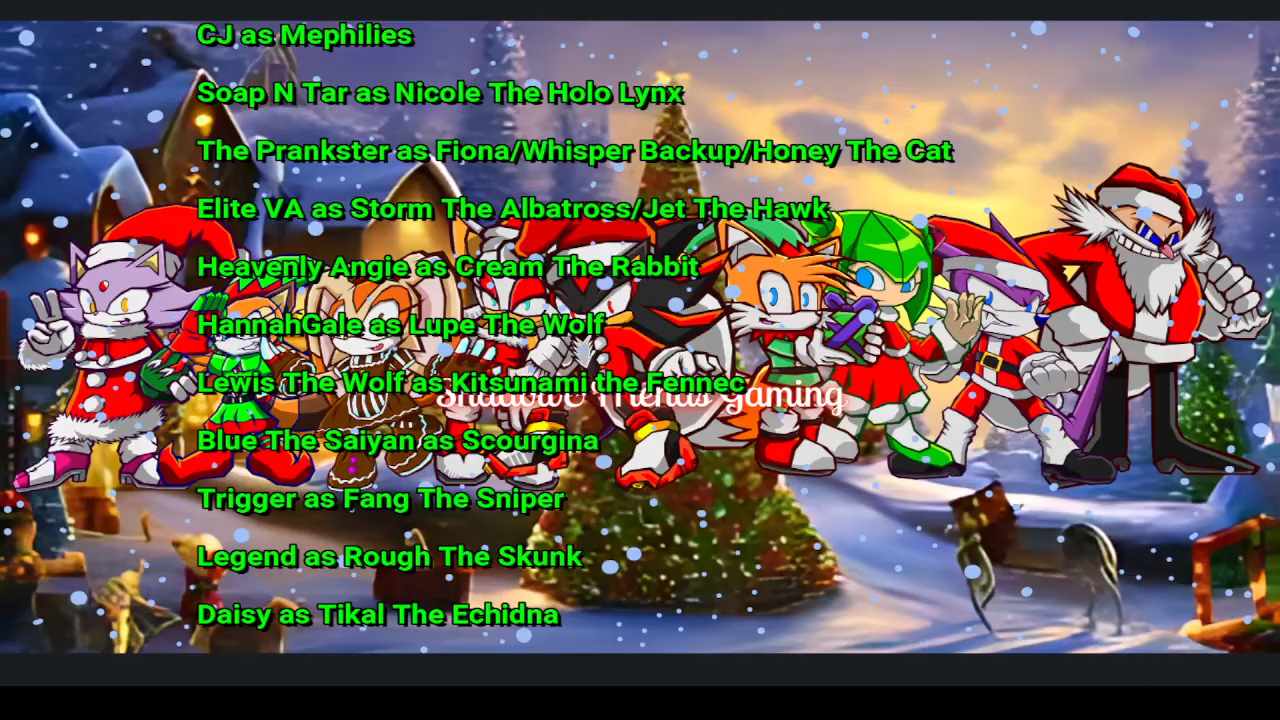 CJ as Mephilies
Soap N Tar as Nicole The Holo Lynx
The Prankster as Fiona/Whisper Backup/Honey The Cat
Elite VA as Storm The Albatross/Jet The Hawk
Heavenly Angie as Cream The Rabbit
HannahGale as Lupe The Wolf
Lewis The Wolf as Kitsunami the Fennec
Shadow& Friends Gaming
Blue The Saiyan as Scourgina
Trigger as Fang The Sniper
Legend as Rough The Skunk
Daisy as Tikal The Echidna